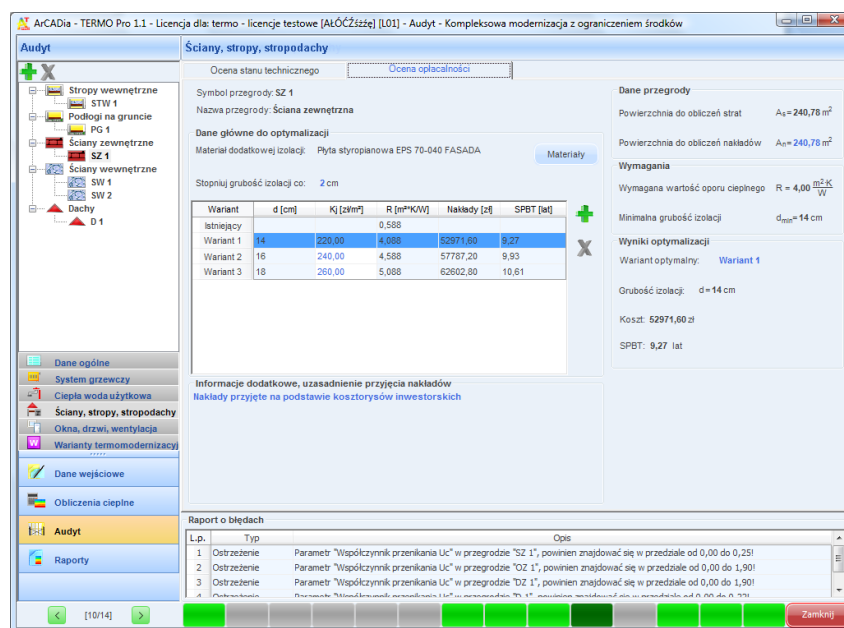 ArCADia - TERMO Pro 1.1 - Licencja dla: termo - licencje testowe [AŁÓĆŹśżźę] [L01] - Audyt - Kompleksowa modernizacja z ograniczeniem środków
Audyt
Ściany, stropy, stropodachy
Stropy wewnętrzne
STW 1
Podłogi na gruncie
PG 1
Ściany zewnętrzne
SZ 1
Ściany wewnętrzne
SW 1
SW 2
Dachy
D 1
Dane ogólne
System grzewczy
Ciepła woda użytkowa
Ściany, stropy, stropodachy
Okna, drzwi, wentylacja
Warianty termomodernizacyj
Dane wejściowe
Obliczenia cieplne
Audyt
Raporty
[10/14]
Ocena stanu technicznego Ocena opłacalności
Symbol przegrody: SZ 1
Nazwa przegrody: Ściana zewnętrzna
Dane główne do optymalizacji
Materiał dodatkowej izolacji: Płyta styropianowa EPS 70-040 FASADA Materiały
Stopniuj grubość izolacji co: 2 cm
Wariant d [cm] Kj [zł/m²] R [m²*K/W] Nakłady [zł] SPBT [lat]
Istniejący 0,588
Wariant 1 14 220,00 4,088 52971,60 9,27
Wariant 2 16 240,00 4,588 57787,20 9,93
Wariant 3 18 260,00 5,088 62602,80 10,61
Informacje dodatkowe, uzasadnienie przyjęcia nakładów
Nakłady przyjęte na podstawie kosztorysów inwestorskich
Dane przegrody
Powierzchnia do obliczeń strat As= 240,78 m²
Powierzchnia do obliczeń nakładów An= 240,78 m²
Wymagania
Wymagana wartość oporu cieplnego R = 4,00 m²·K/W
Minimalna grubość izolacji dmin= 14 cm
Wyniki optymalizacji
Wariant optymalny: Wariant 1
Grubość izolacji: d = 14 cm
Koszt: 52971,60 zł
SPBT: 9,27 lat
Raport o błędach
L.p. Typ Opis
1 Ostrzeżenie Parametr "Współczynnik przenikania Uc" w przegrodzie "SZ 1", powinien znajdować się w przedziale od 0,00 do 0,25!
2 Ostrzeżenie Parametr "Współczynnik przenikania Uc" w przegrodzie "OZ 1", powinien znajdować się w przedziale od 0,00 do 1,90!
3 Ostrzeżenie Parametr "Współczynnik przenikania Uc" w przegrodzie "DZ 1", powinien znajdować się w przedziale od 0,00 do 1,90!
Zamknij